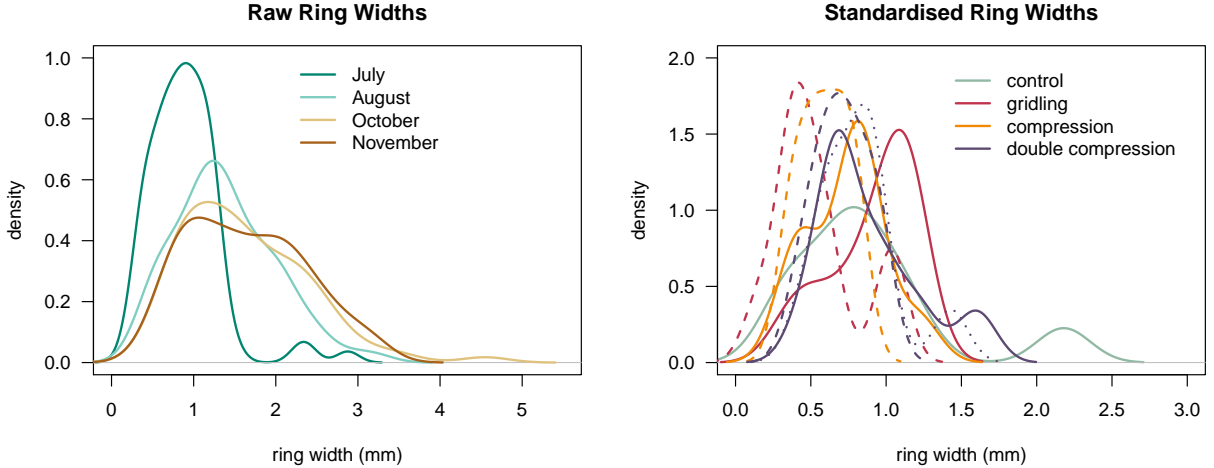 Raw Ring Widths
1.0
0.8
0.6
0.4
0.2
0.0
density
July
August
October
November
0 1 2 3 4 5
ring width (mm)
Standardised Ring Widths
2.0
1.5
1.0
0.5
0.0
density
control
gridling
compression
double compression
0.0 0.5 1.0 1.5 2.0 2.5 3.0
ring width (mm)